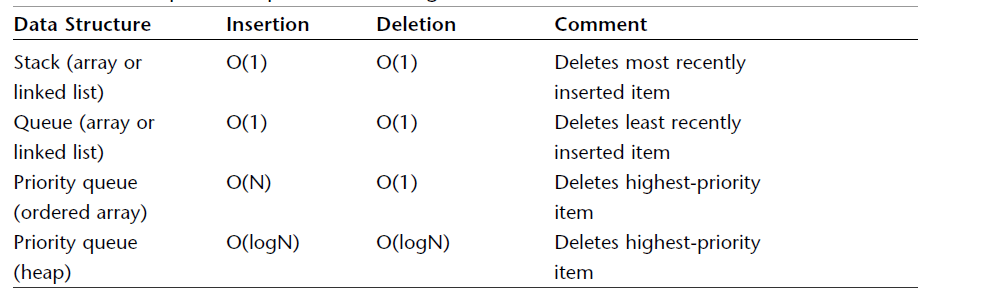 Data Structure Insertion Deletion Comment
Stack (array or O(1) O(1) Deletes most recently
linked list) inserted item
Queue (array or O(1) O(1) Deletes least recently
linked list) inserted item
Priority queue O(N) O(1) Deletes highest-priority
(ordered array) item
Priority queue O(logN) O(logN) Deletes highest-priority
(heap) item